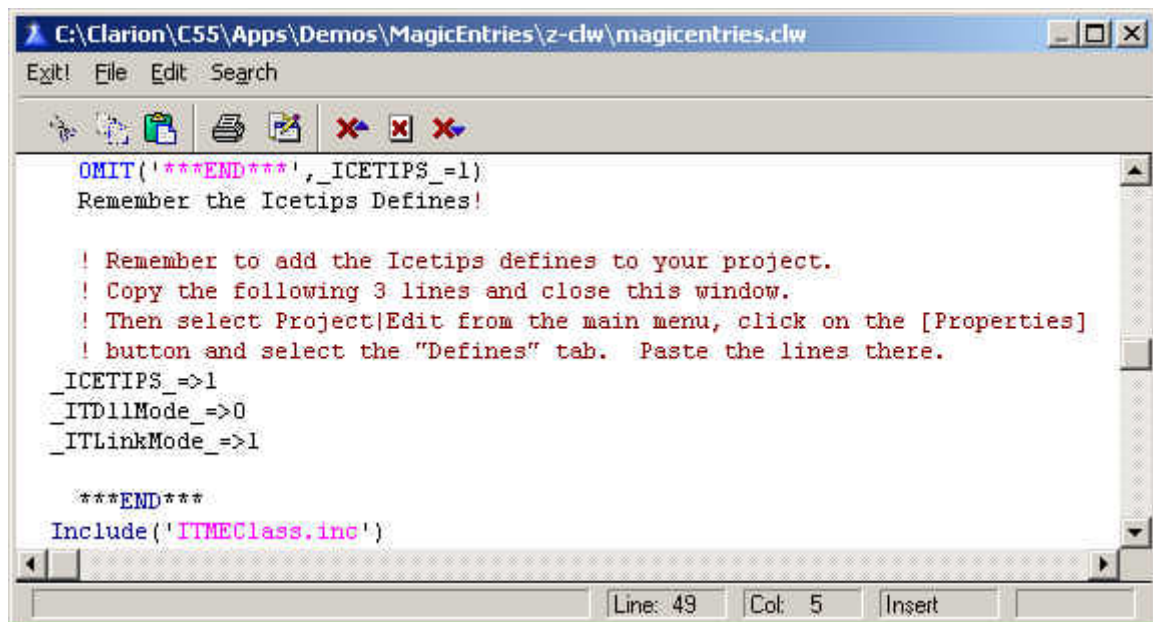 C:\Clarion\C55\Apps\Demos\MagicEntries\z-clw\magicentries.clw
Exit! File Edit Search
OMIT('***END***',_ICETIPS_=1)
Remember the Icetips Defines!
! Remember to add the Icetips defines to your project.
! Copy the following 3 lines and close this window.
! Then select Project|Edit from the main menu, click on the [Properties]
! button and select the "Defines" tab.  Paste the lines there.
_ICETIPS_=>1
_ITDllMode_=>0
_ITLinkMode_=>1
***END***
Include('ITMEClass.inc')
Line: 49 Col: 5 Insert